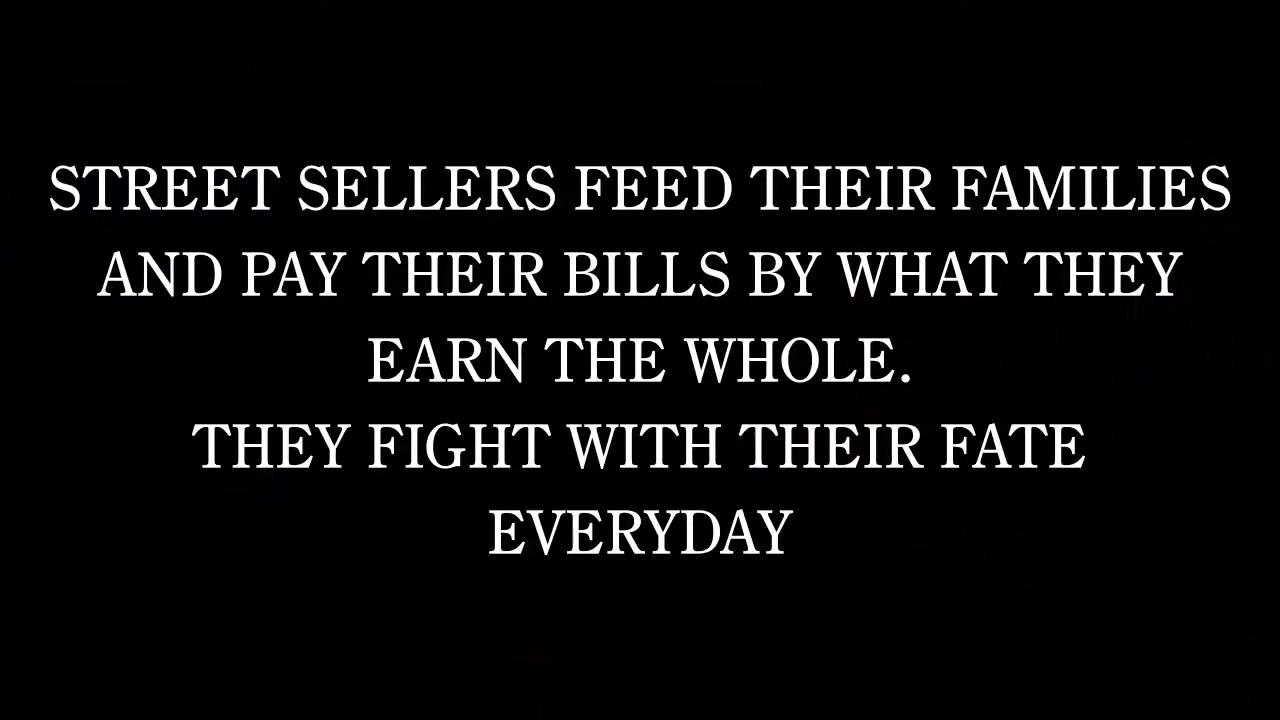 STREET SELLERS FEED THEIR FAMILIES
AND PAY THEIR BILLS BY WHAT THEY
EARN THE WHOLE.
THEY FIGHT WITH THEIR FATE
EVERYDAY